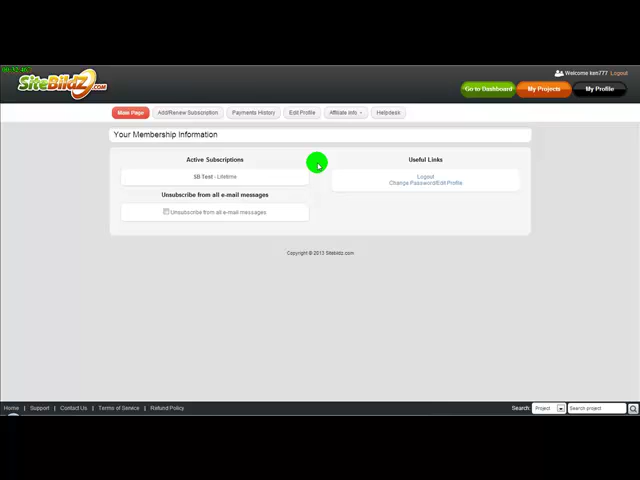 SiteBildZ.COM
Welcome ken777 Logout
Go to Dashboard My Projects My Profile
Main Page Add/Renew Subscription Payments History Edit Profile Affiliate Info Helpdesk
Your Membership Information
Active Subscriptions
SB Test - Lifetime
Unsubscribe from all e-mail messages
Unsubscribe from all e-mail messages
Useful Links
Logout
Change Password/Edit Profile
Copyright © 2013 Sitebildz.com
Home Support Contact Us Terms of Service Refund Policy Search: Project Search project